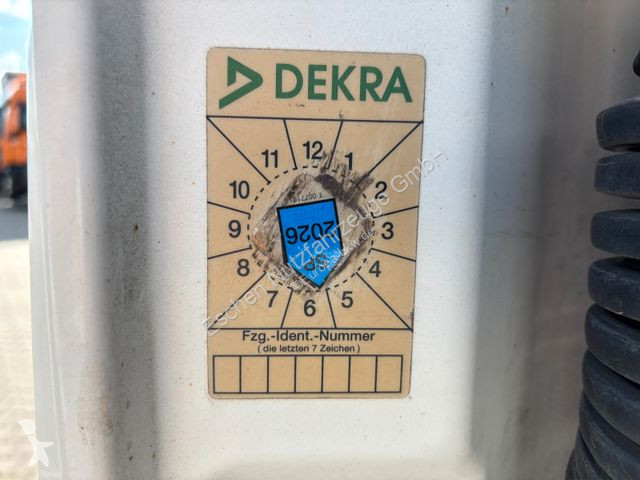 DEKRA
11 12 1
10 2
9 3
8 4
7 6 5
2026
SP
Fzg.-Ident.-Nummer
(die letzten 7 Zeichen)